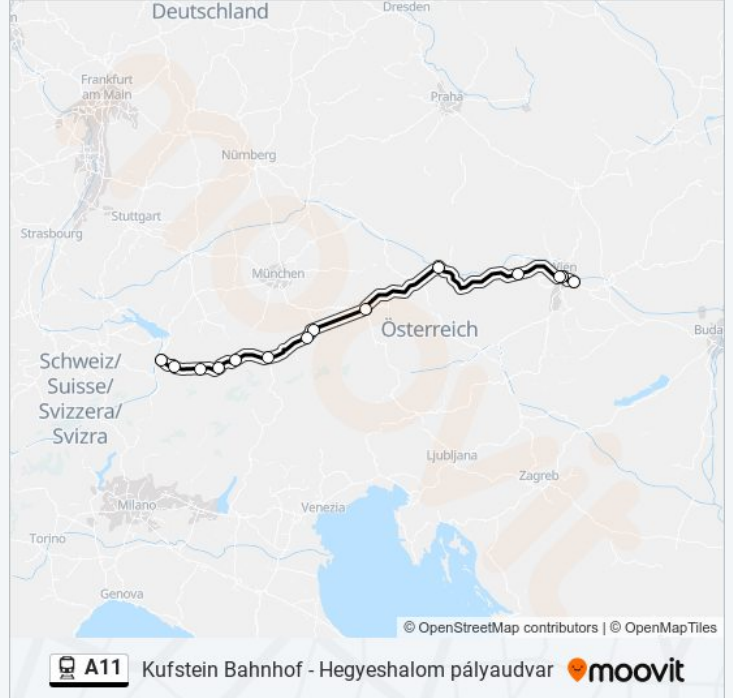 Deutschland
Dresden
Frankfurt
am Main
Praha
Nürnberg
Stuttgart
Strasbourg
München
Wien
Österreich
Buda
Schweiz/
Suisse/
Svizzera/
Svizra
Ljubljana
Zagreb
Milano
Venezia
Torino
Genova
moovit
© OpenStreetMap contributors | © OpenMapTiles
A11 Kufstein Bahnhof - Hegyeshalom pályaudvar moovit